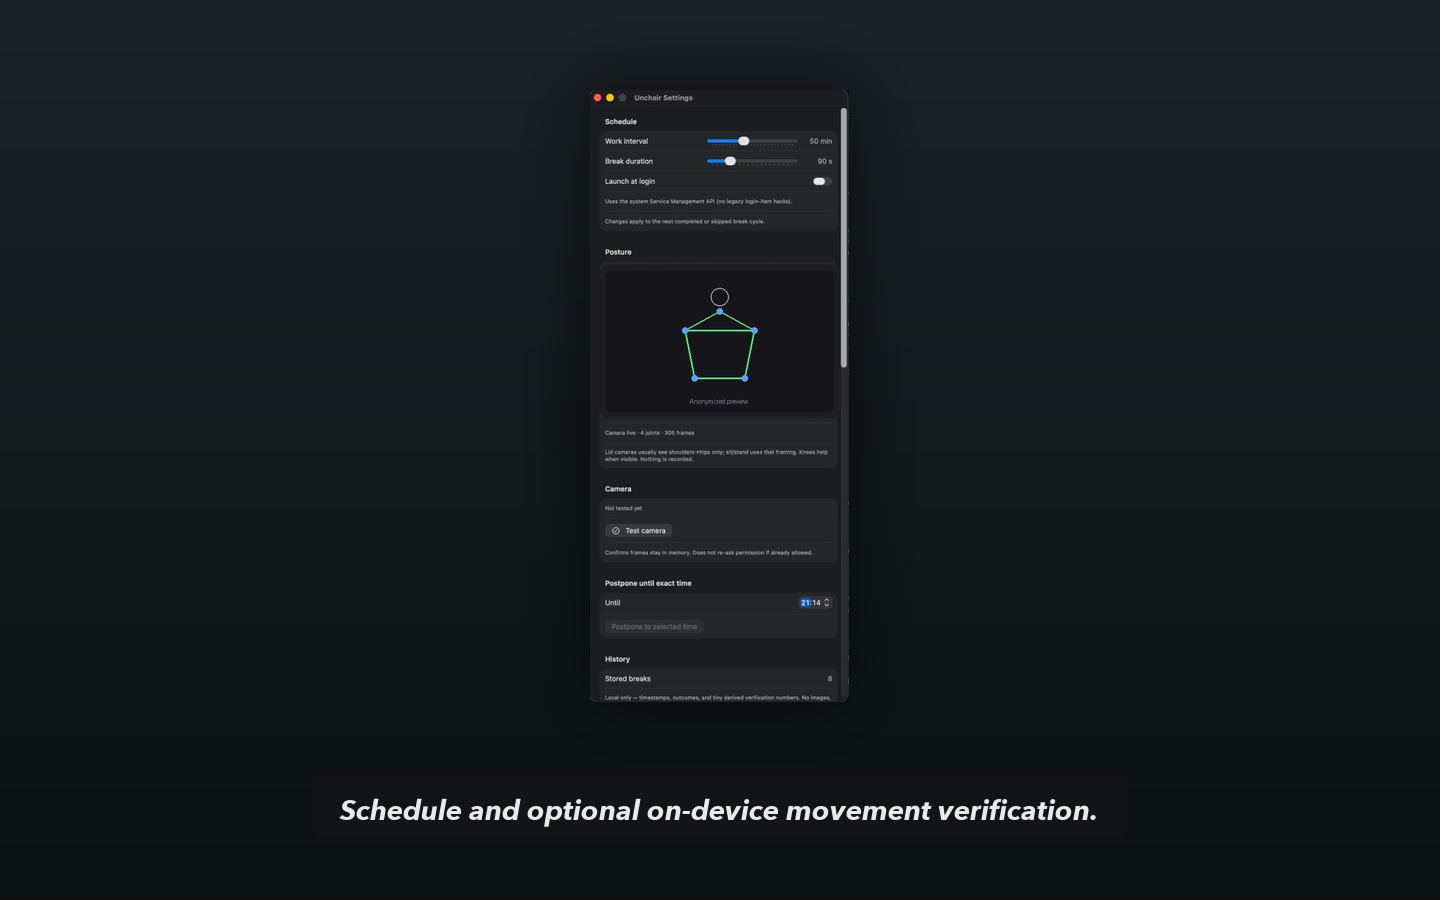 Unchair Settings
Schedule
Work interval 50 min
Break duration 90 s
Launch at login
Uses the system Service Management API (no legacy login-item hacks).
Changes apply to the next completed or skipped break cycle.
Posture
Anonymized preview
Camera live · 4 joints · 305 frames
Lid cameras usually see shoulders+hips only; sit/stand uses that framing. Knees help
when visible. Nothing is recorded.
Camera
Not tested yet
Test camera
Confirms frames stay in memory. Does not re-ask permission if already allowed.
Postpone until exact time
Until 21:14
Postpone to selected time
History
Stored breaks 8
Local only — timestamps, outcomes, and tiny derived verification numbers. No images,
Schedule and optional on-device movement verification.